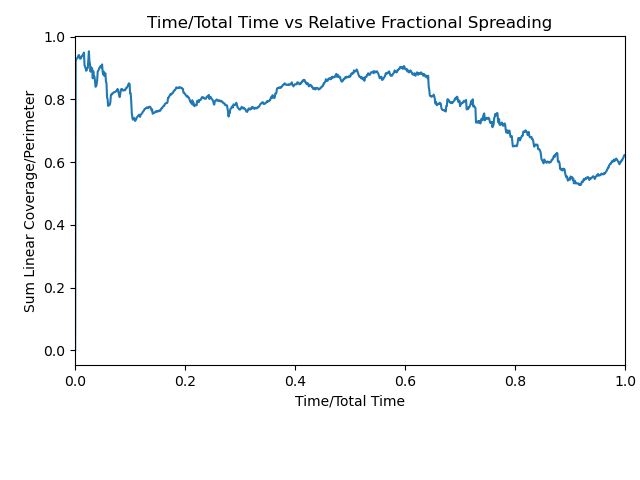 Time/Total Time vs Relative Fractional Spreading
1.0
0.8
0.6
0.4
0.2
0.0
Sum Linear Coverage/Perimeter
0.0 0.2 0.4 0.6 0.8 1.0
Time/Total Time